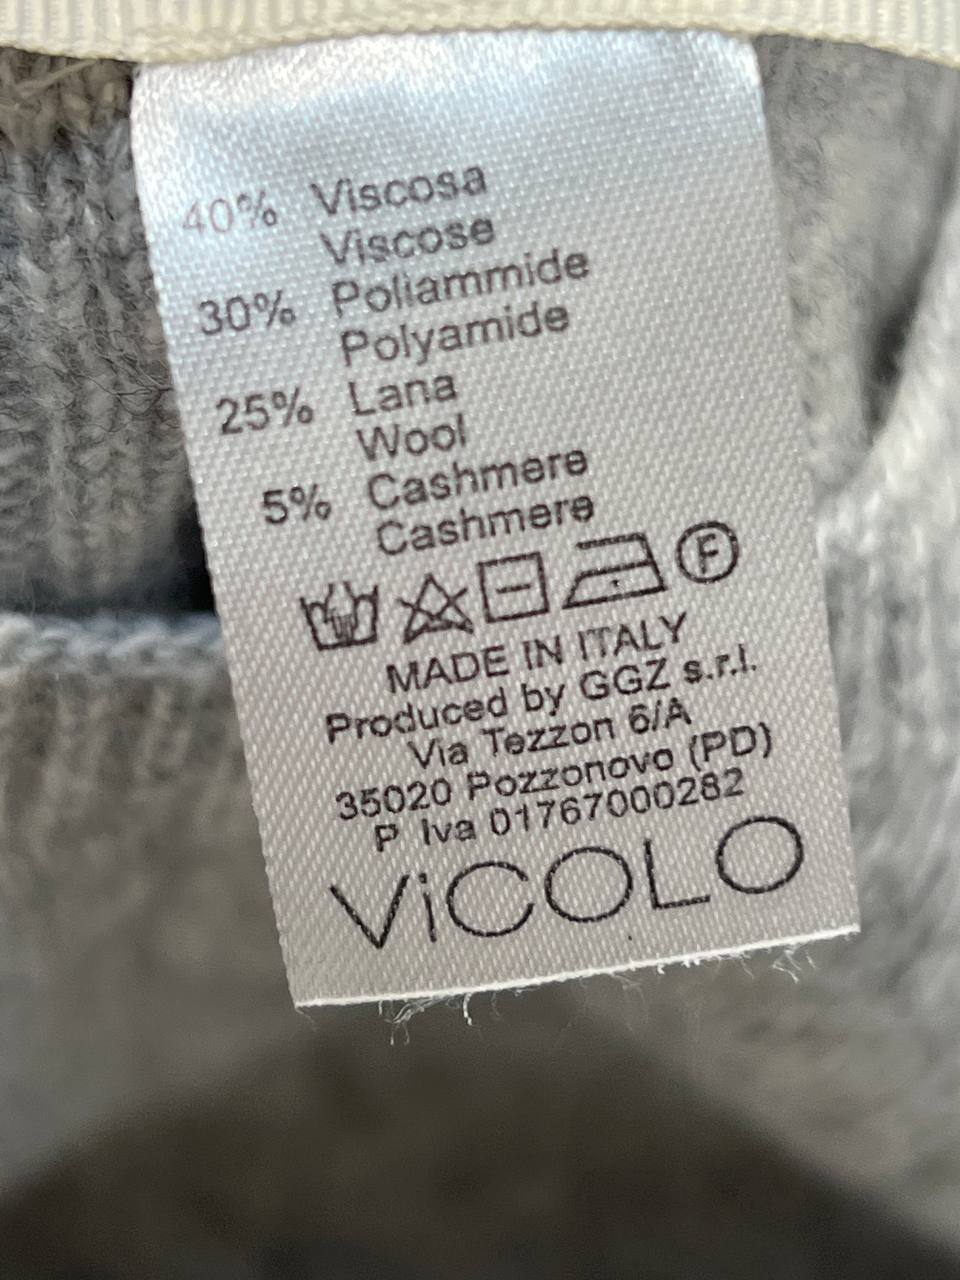 40% Viscosa
Viscose
30% Poliammide
Polyamide
25% Lana
Wool
5% Cashmere
Cashmere
F
MADE IN ITALY
Produced by GGZ s.r.l.
Via Tezzon 6/A
35020 Pozzonovo (PD)
P. Iva 01767000282
ViCOLO